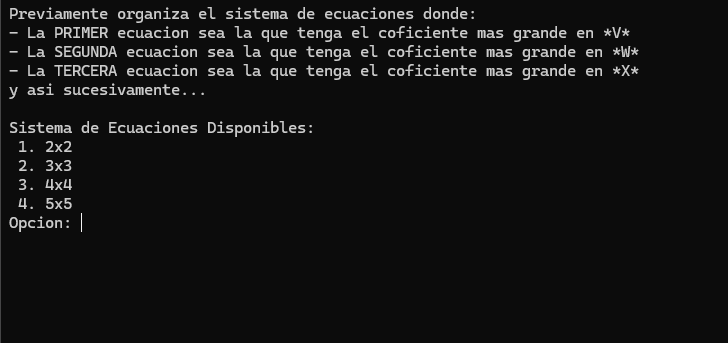 Previamente organiza el sistema de ecuaciones donde:
- La PRIMER ecuacion sea la que tenga el coficiente mas grande en *V*
- La SEGUNDA ecuacion sea la que tenga el coficiente mas grande en *W*
- La TERCERA ecuacion sea la que tenga el coficiente mas grande en *X*
y asi sucesivamente...

Sistema de Ecuaciones Disponibles:
1. 2x2
2. 3x3
3. 4x4
4. 5x5
Opcion: